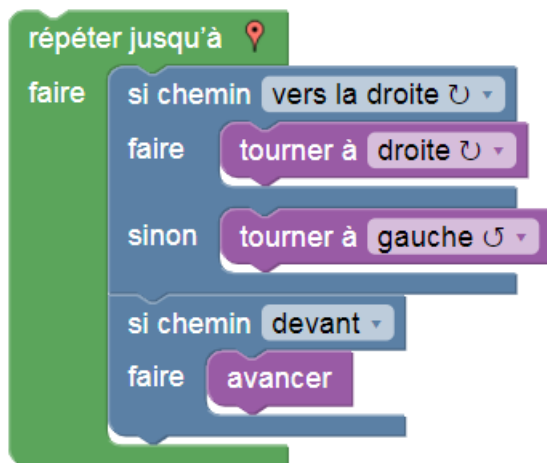 répéter jusqu’à
faire si chemin vers la droite ↻
faire tourner à droite ↻
sinon tourner à gauche ↺
si chemin devant
faire avancer